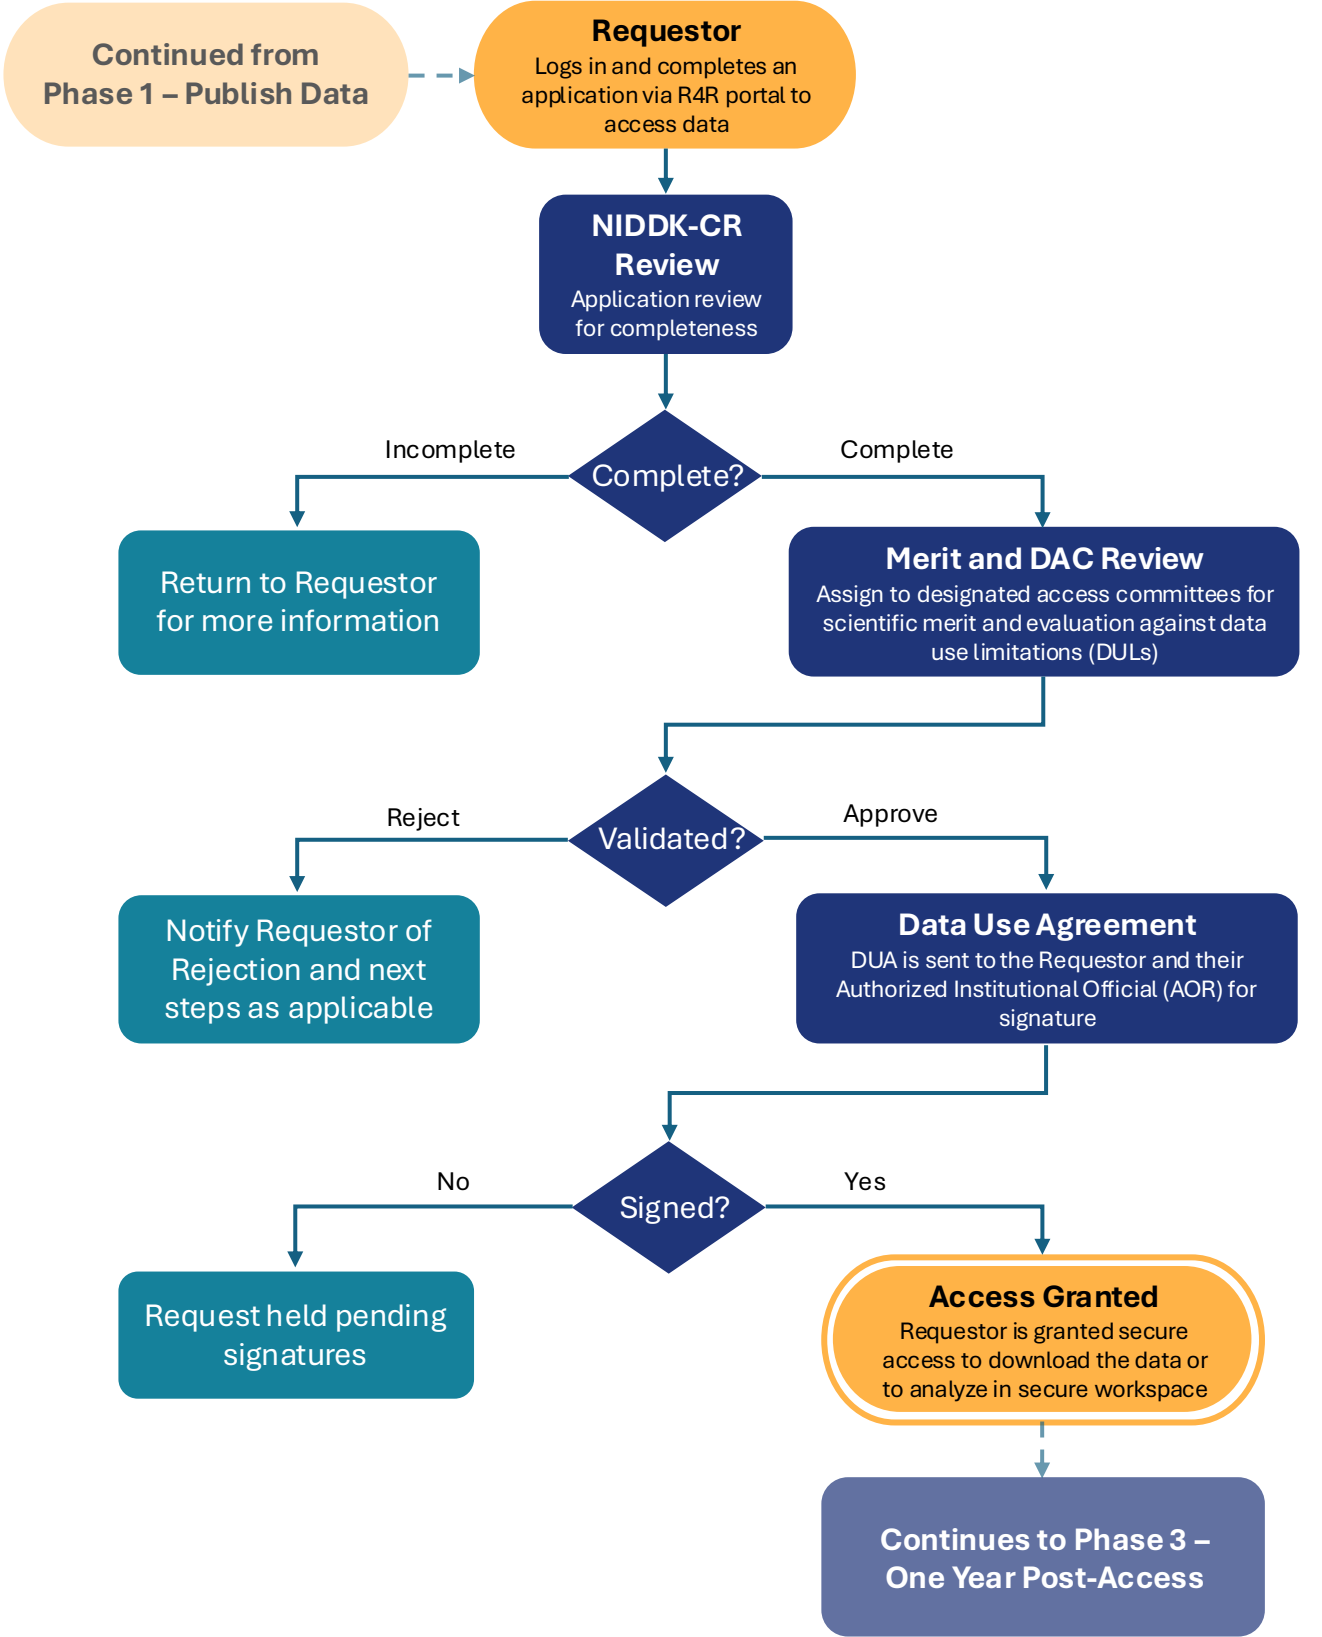 Continued from
Phase 1 – Publish Data
Requestor
Logs in and completes an
application via R4R portal to
access data
NIDDK-CR
Review
Application review
for completeness
Complete?
Incomplete
Complete
Return to Requestor
for more information
Merit and DAC Review
Assign to designated access committees for
scientific merit and evaluation against data
use limitations (DULs)
Validated?
Reject
Approve
Notify Requestor of
Rejection and next
steps as applicable
Data Use Agreement
DUA is sent to the Requestor and their
Authorized Institutional Official (AOR) for
signature
Signed?
No
Yes
Request held pending
signatures
Access Granted
Requestor is granted secure
access to download the data or
to analyze in secure workspace
Continues to Phase 3 –
One Year Post-Access